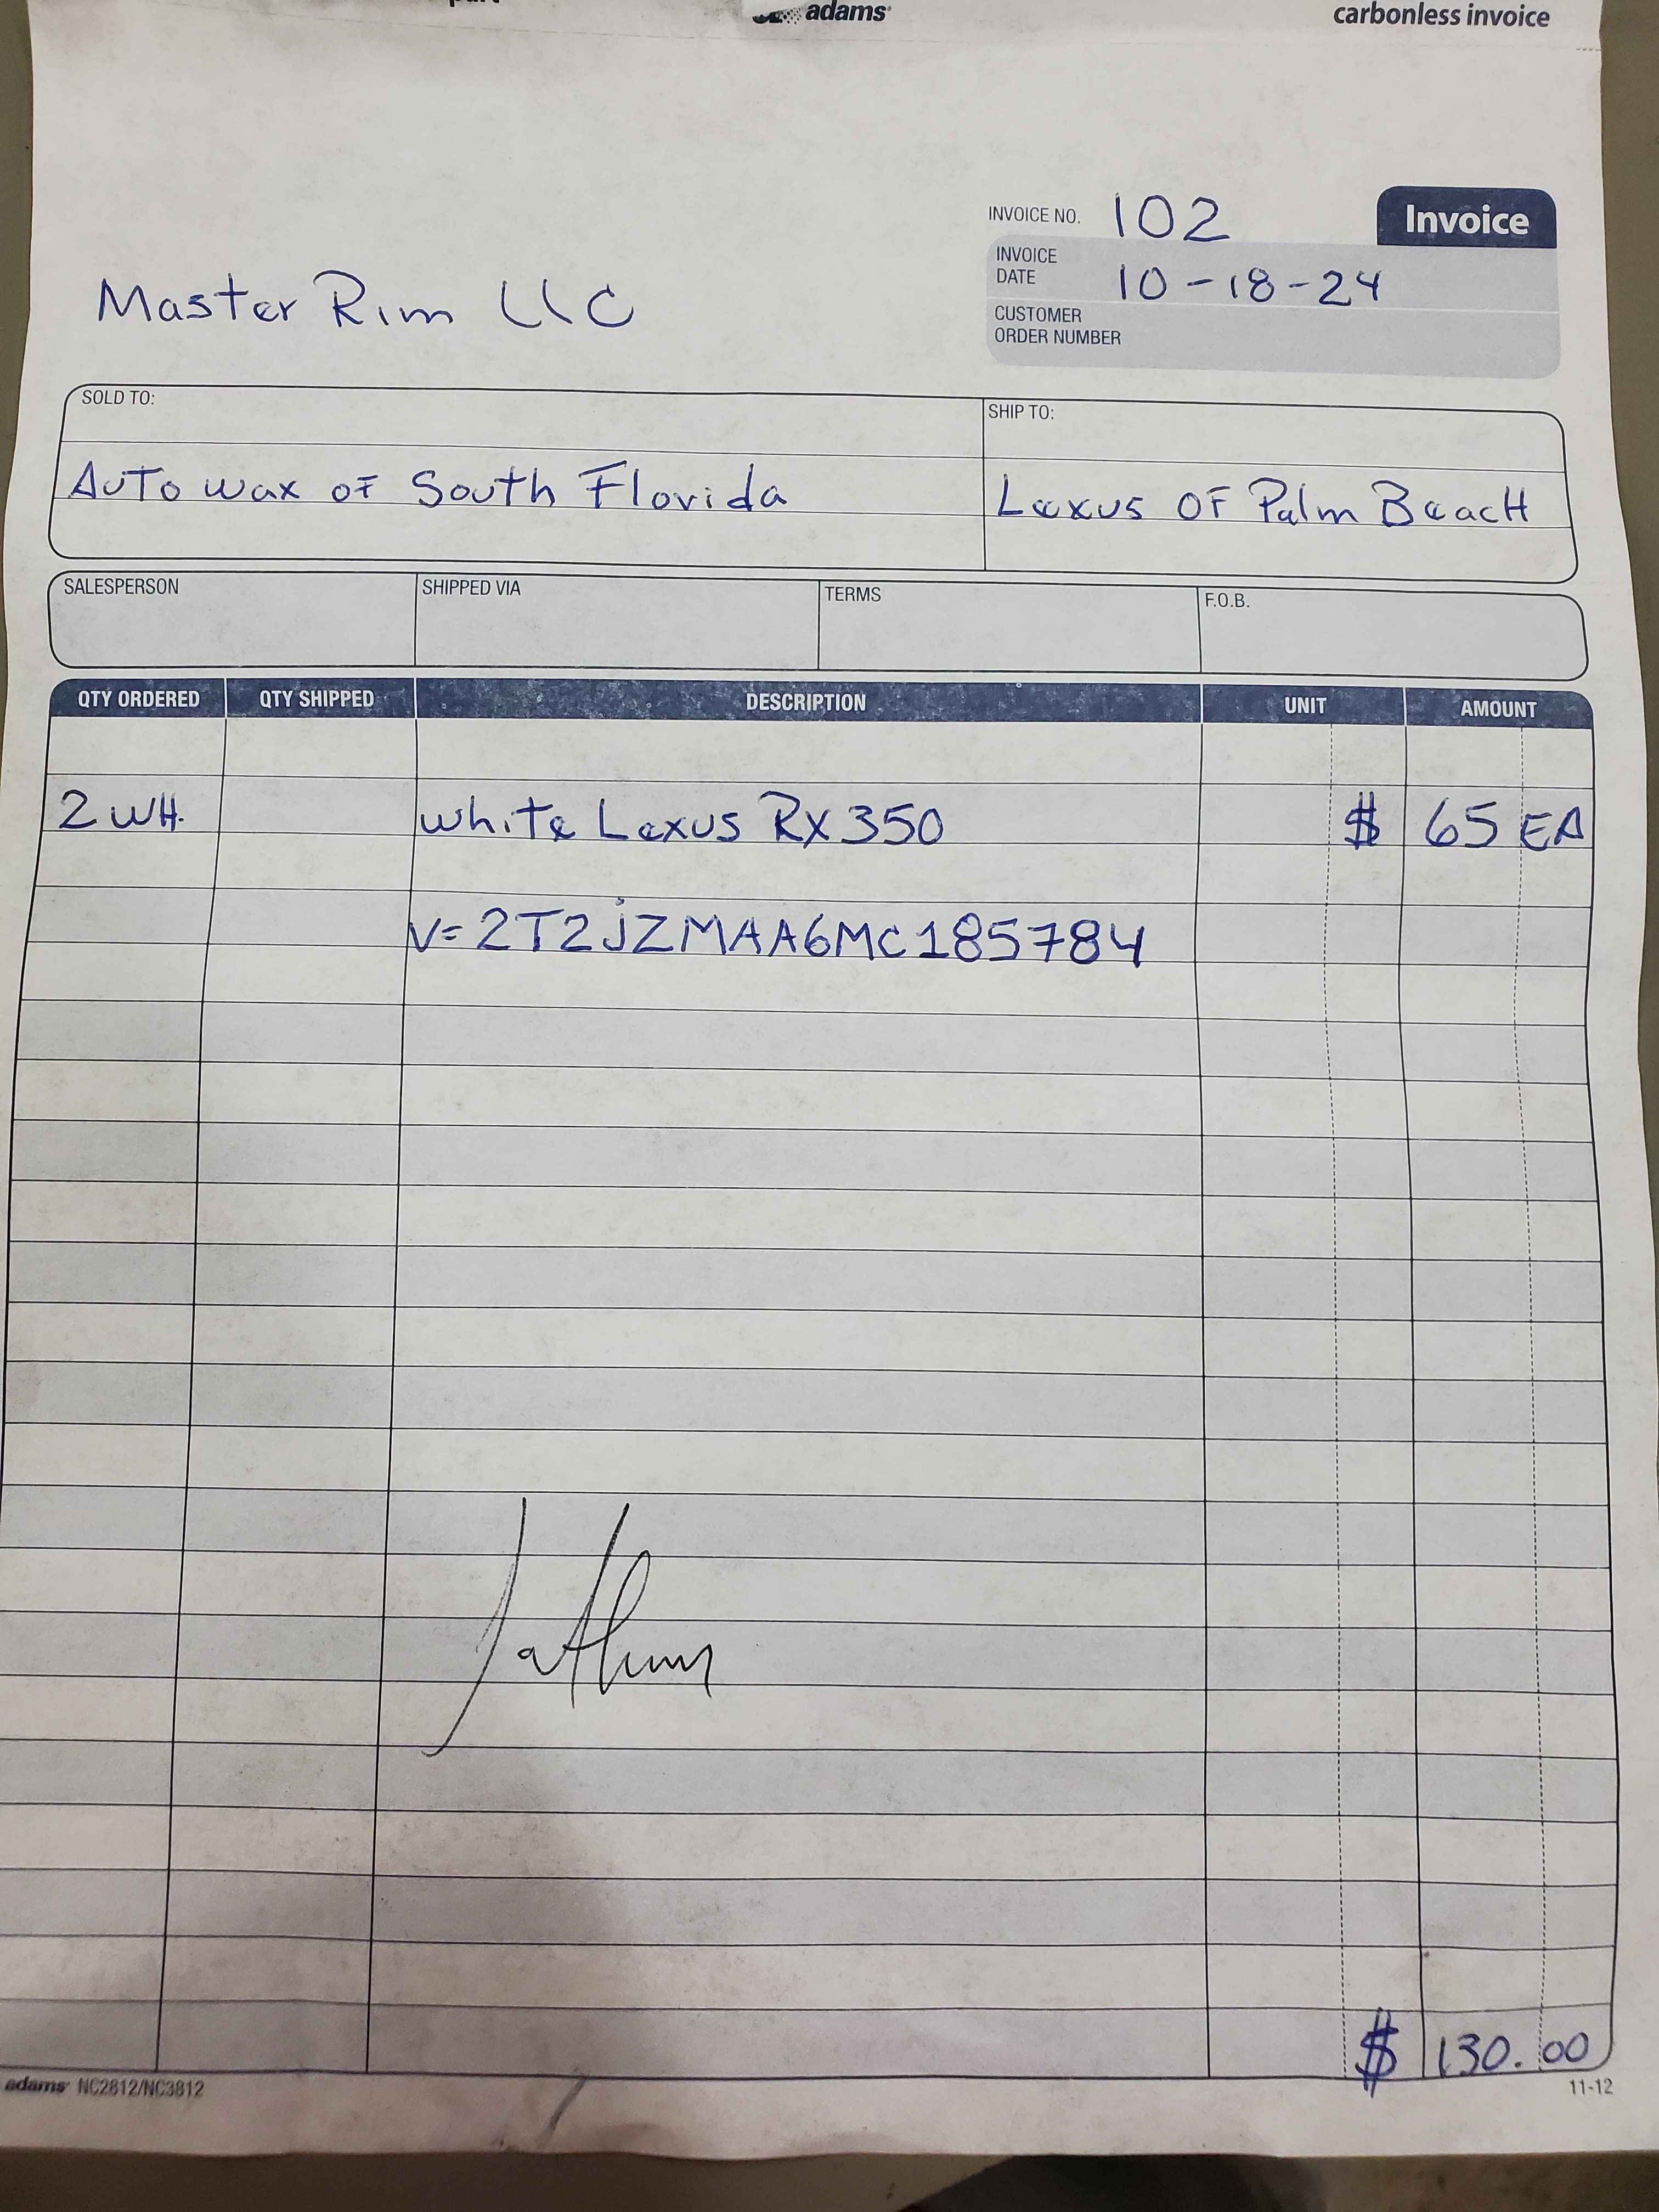 adams
carbonless invoice
INVOICE NO. 102
Invoice
INVOICE DATE 10-18-24
Master Rim LLC
CUSTOMER ORDER NUMBER
SOLD TO:
SHIP TO:
Auto wax of South Florida
Lexus of Palm Beach
SALESPERSON SHIPPED VIA TERMS F.O.B.
QTY ORDERED QTY SHIPPED DESCRIPTION UNIT AMOUNT
2 WH. white Lexus RX 350 $ 65 EA
V= 2T2jZMAA6MC185784
$ 130.00
adams NC2812/NC3812
11-12